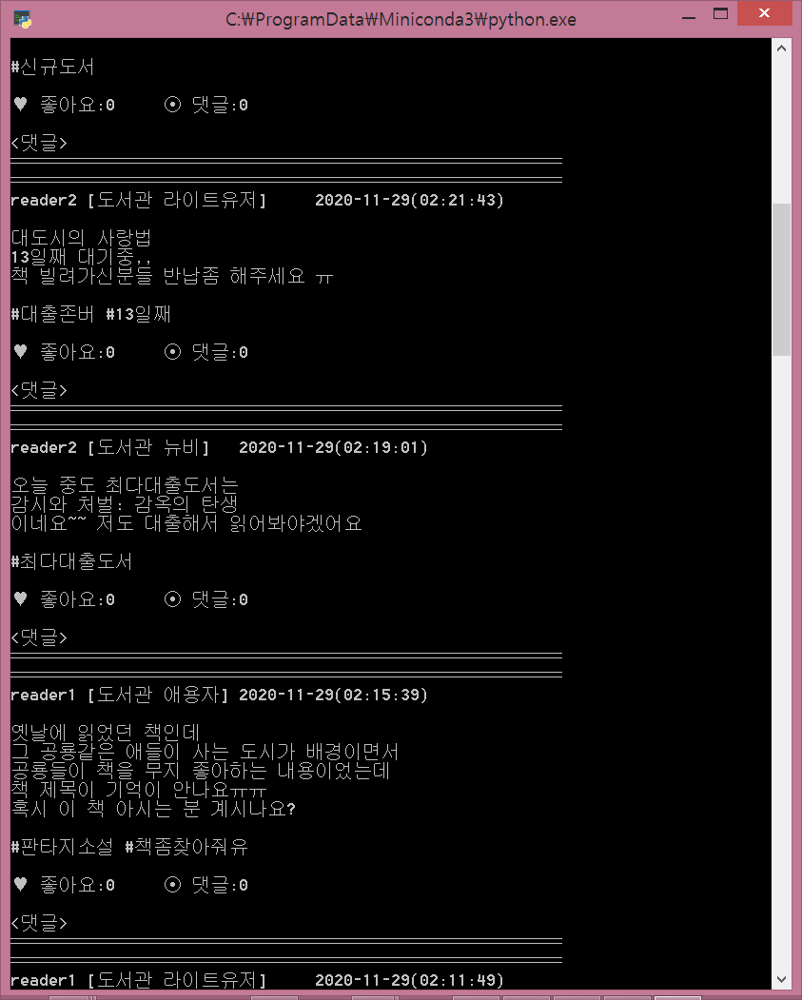 C:₩ProgramData₩Miniconda3₩python.exe
#신규도서
♥ 좋아요:0 ⊙ 댓글:0
<댓글>
reader2 [도서관 라이트유저] 2020-11-29(02:21:43)
대도시의 사랑법
13일째 대기중,,
책 빌려가신분들 반납좀 해주세요 ㅠ
#대출존버 #13일째
♥ 좋아요:0 ⊙ 댓글:0
<댓글>
reader2 [도서관 뉴비] 2020-11-29(02:19:01)
오늘 중도 최다대출도서는
감시와 처벌: 감옥의 탄생
이네요~~ 저도 대출해서 읽어봐야겠어요
#최다대출도서
♥ 좋아요:0 ⊙ 댓글:0
<댓글>
reader1 [도서관 애용자] 2020-11-29(02:15:39)
옛날에 읽었던 책인데
그 공룡같은 애들이 사는 도시가 배경이면서
공룡들이 책을 무지 좋아하는 내용이었는데
책 제목이 기억이 안나요ㅠㅠ
혹시 이 책 아시는 분 계시나요?
#판타지소설 #책좀찾아줘유
♥ 좋아요:0 ⊙ 댓글:0
<댓글>
reader1 [도서관 라이트유저] 2020-11-29(02:11:49)